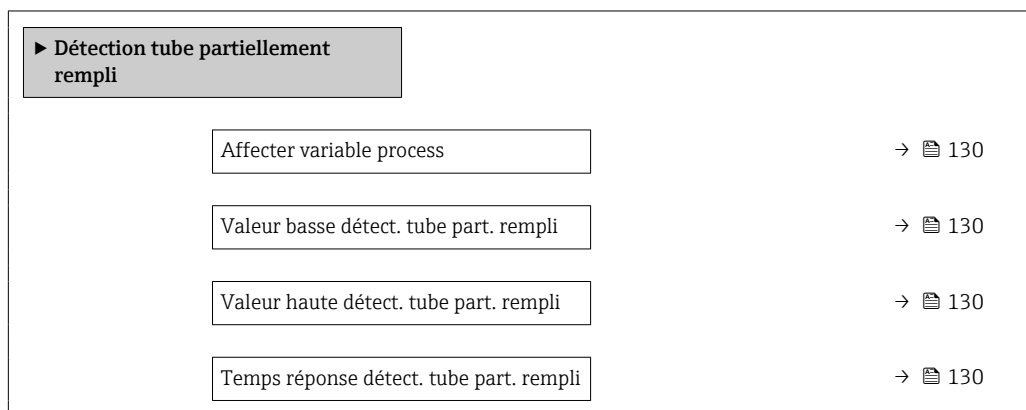 ► Détection tube partiellement
rempli
Affecter variable process → 130
Valeur basse détect. tube part. rempli → 130
Valeur haute détect. tube part. rempli → 130
Temps réponse détect. tube part. rempli → 130